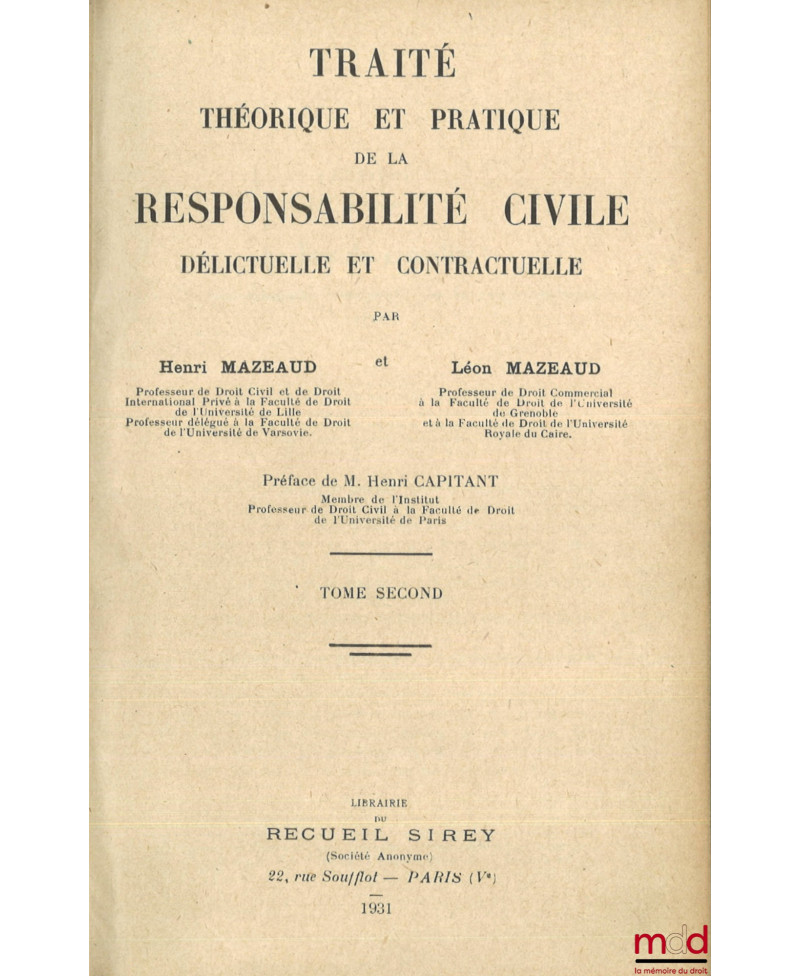 TRAITÉ
THÉORIQUE ET PRATIQUE
DE LA
RESPONSABILITÉ CIVILE
DÉLICTUELLE ET CONTRACTUELLE
PAR
Henri MAZEAUD
Professeur de Droit Civil et de Droit
International Privé à la Faculté de Droit
de l'Université de Lille
Professeur délégué à la Faculté de Droit
de l'Université de Varsovie.
et
Léon MAZEAUD
Professeur de Droit Commercial
à la Faculté de Droit de l'Université
de Grenoble
et à la Faculté de Droit de l'Université
Royale du Caire.
Préface de M. Henri CAPITANT
Membre de l'Institut
Professeur de Droit Civil à la Faculté de Droit
de l'Université de Paris
TOME SECOND
LIBRAIRIE
DU
RECUEIL SIREY
(Société Anonyme)
22, rue Soufflot — PARIS (Vᵉ)
1931
mdd
la mémoire du droit